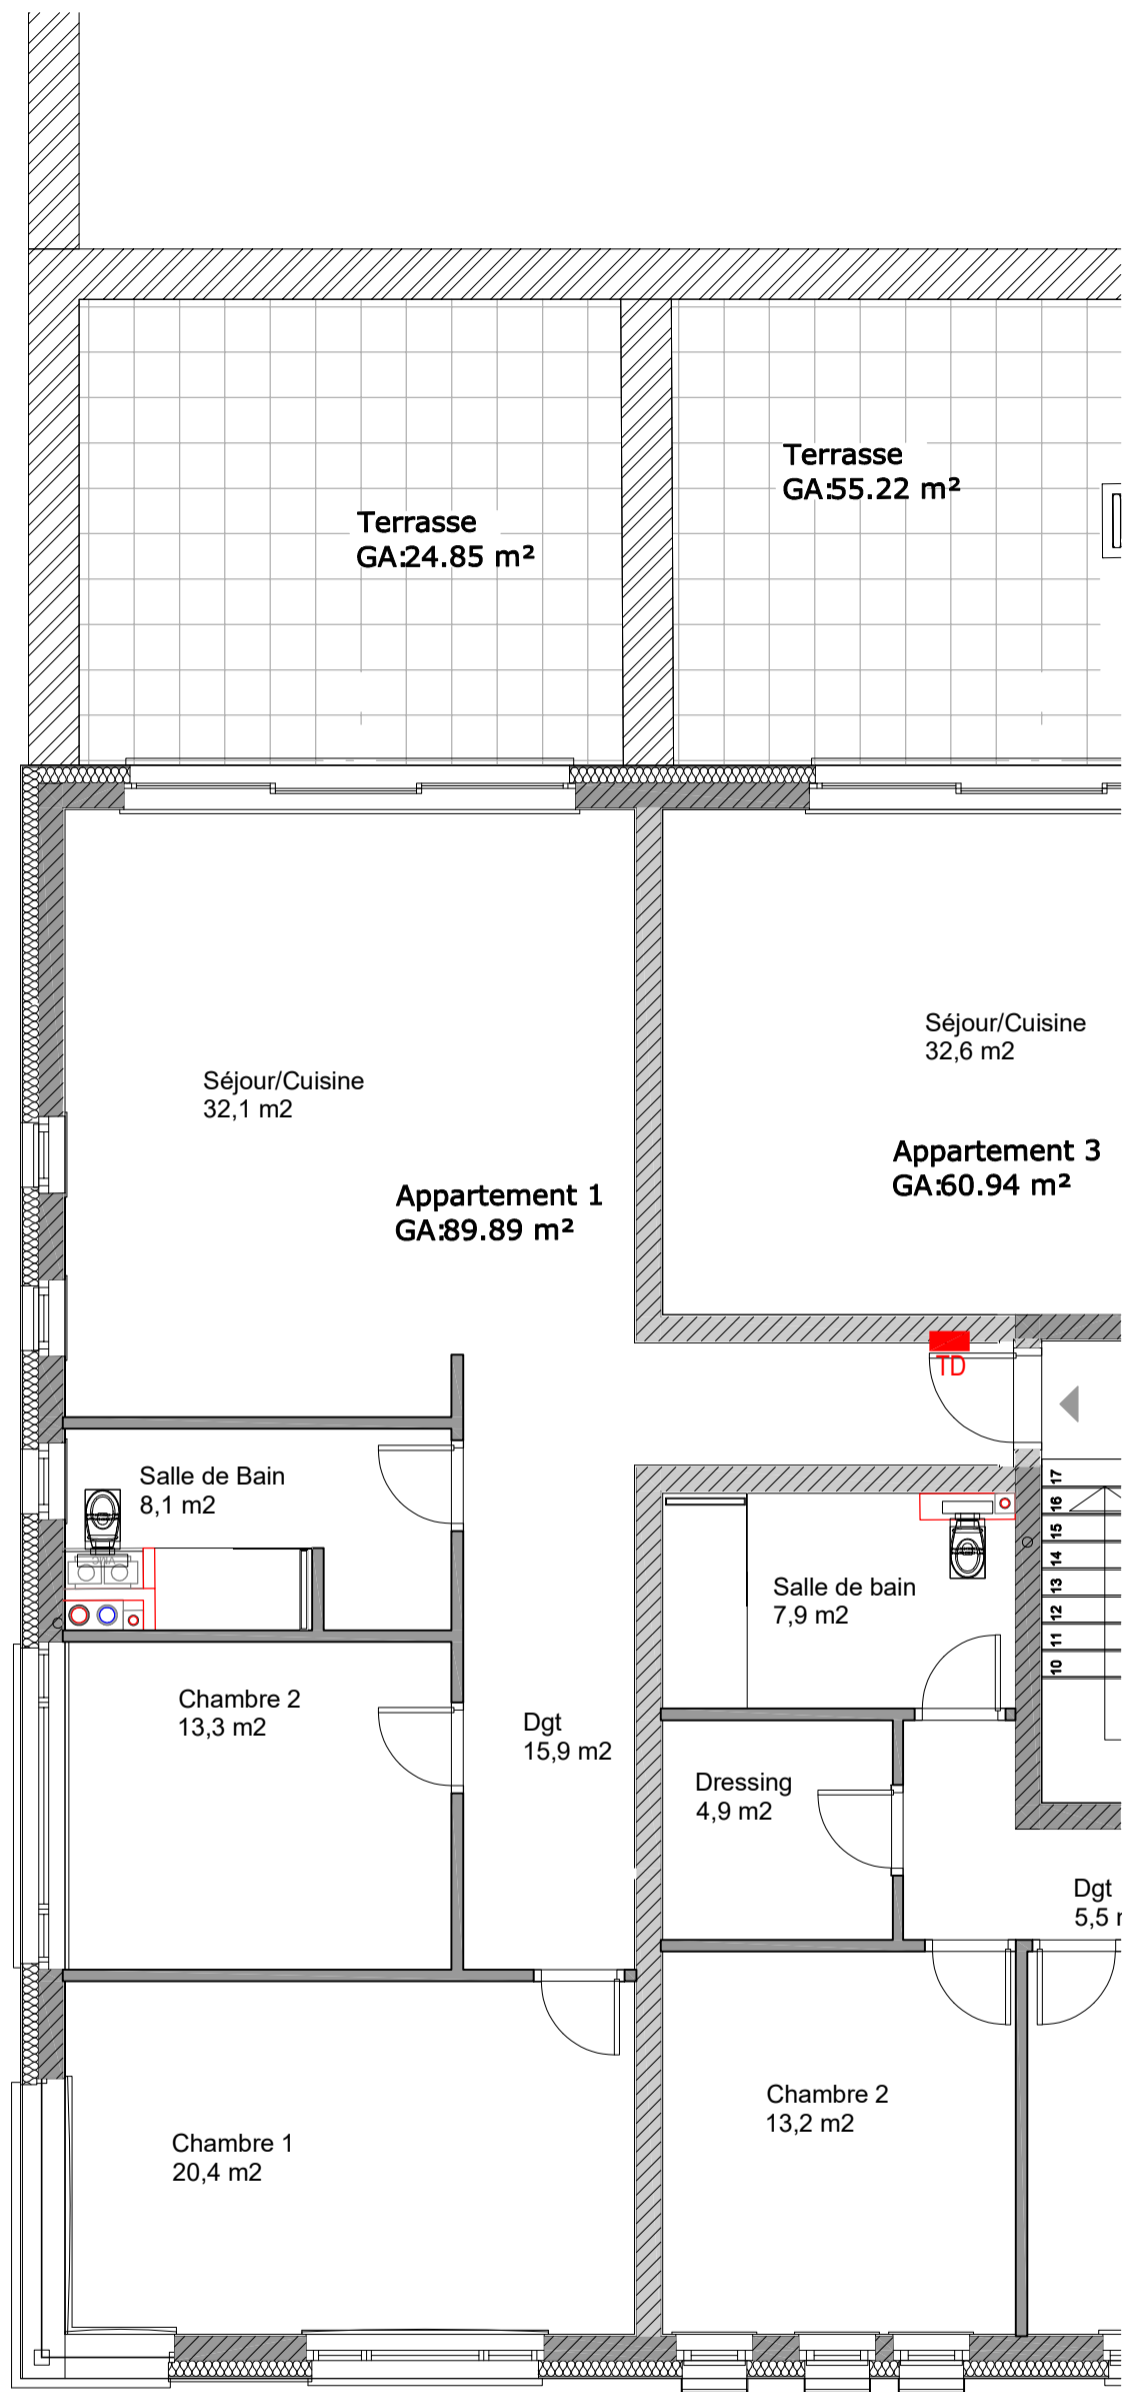 Terrasse
GA:55.22 m²
Terrasse
GA:24.85 m²
Séjour/Cuisine
32,6 m2
Séjour/Cuisine
32,1 m2
Appartement 3
GA:60.94 m²
Appartement 1
GA:89.89 m²
TD
Salle de Bain
8,1 m2
VMC
17
16
15
14
13
12
11
10
Salle de bain
7,9 m2
Chambre 2
13,3 m2
Dgt
15,9 m2
Dressing
4,9 m2
Dgt
5,5
Chambre 2
13,2 m2
Chambre 1
20,4 m2